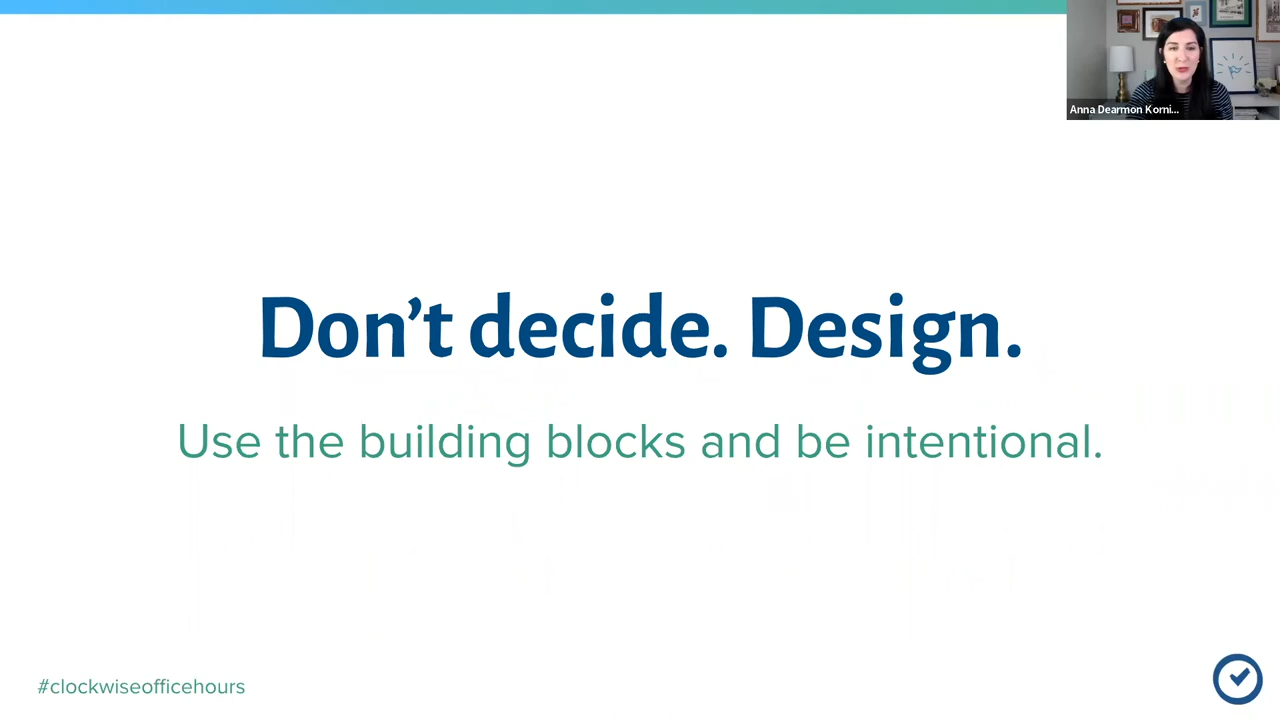 Anna Dearmon Korni...
Don’t decide. Design.
Use the building blocks and be intentional.
#clockwiseofficehours